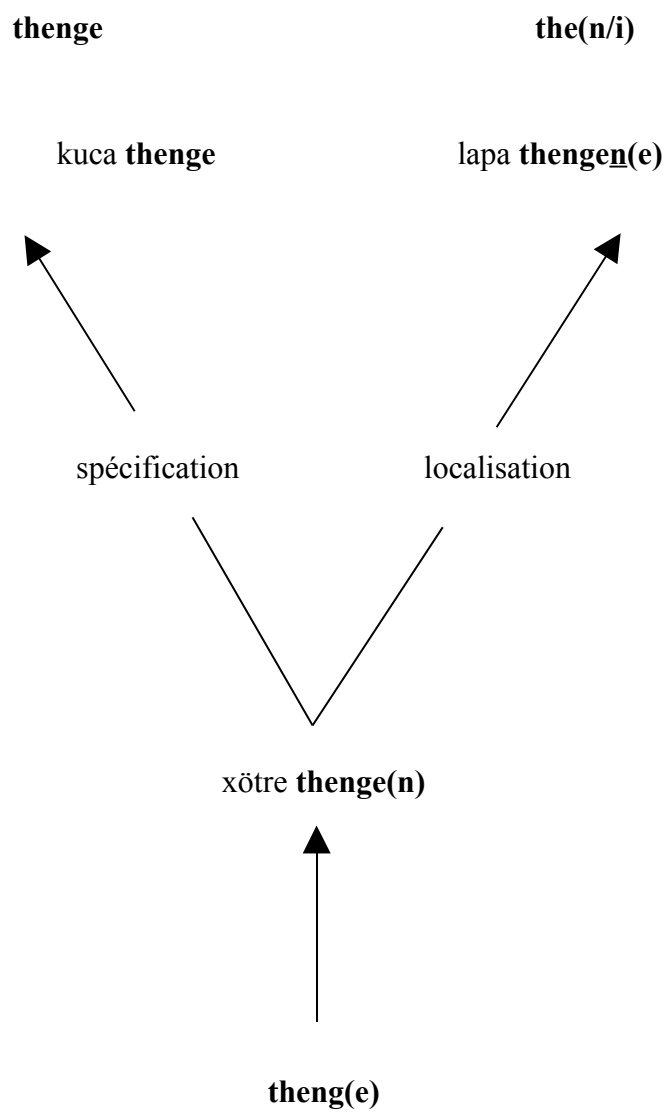 thenge the(n/i)
kuca thenge lapa thengen(e)
spécification localisation
xötre thenge(n)
theng(e)